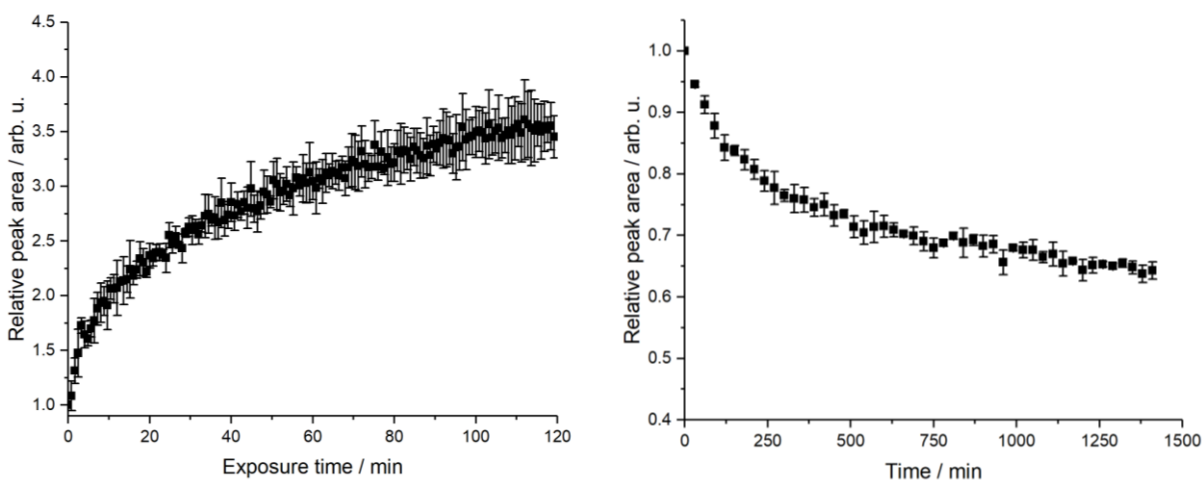 4.5
4.0
3.5
3.0
2.5
2.0
1.5
1.0
Relative peak area / arb. u.
0 20 40 60 80 100 120
Exposure time / min
1.0
0.9
0.8
0.7
0.6
0.5
0.4
Relative peak area / arb. u.
0 250 500 750 1000 1250 1500
Time / min